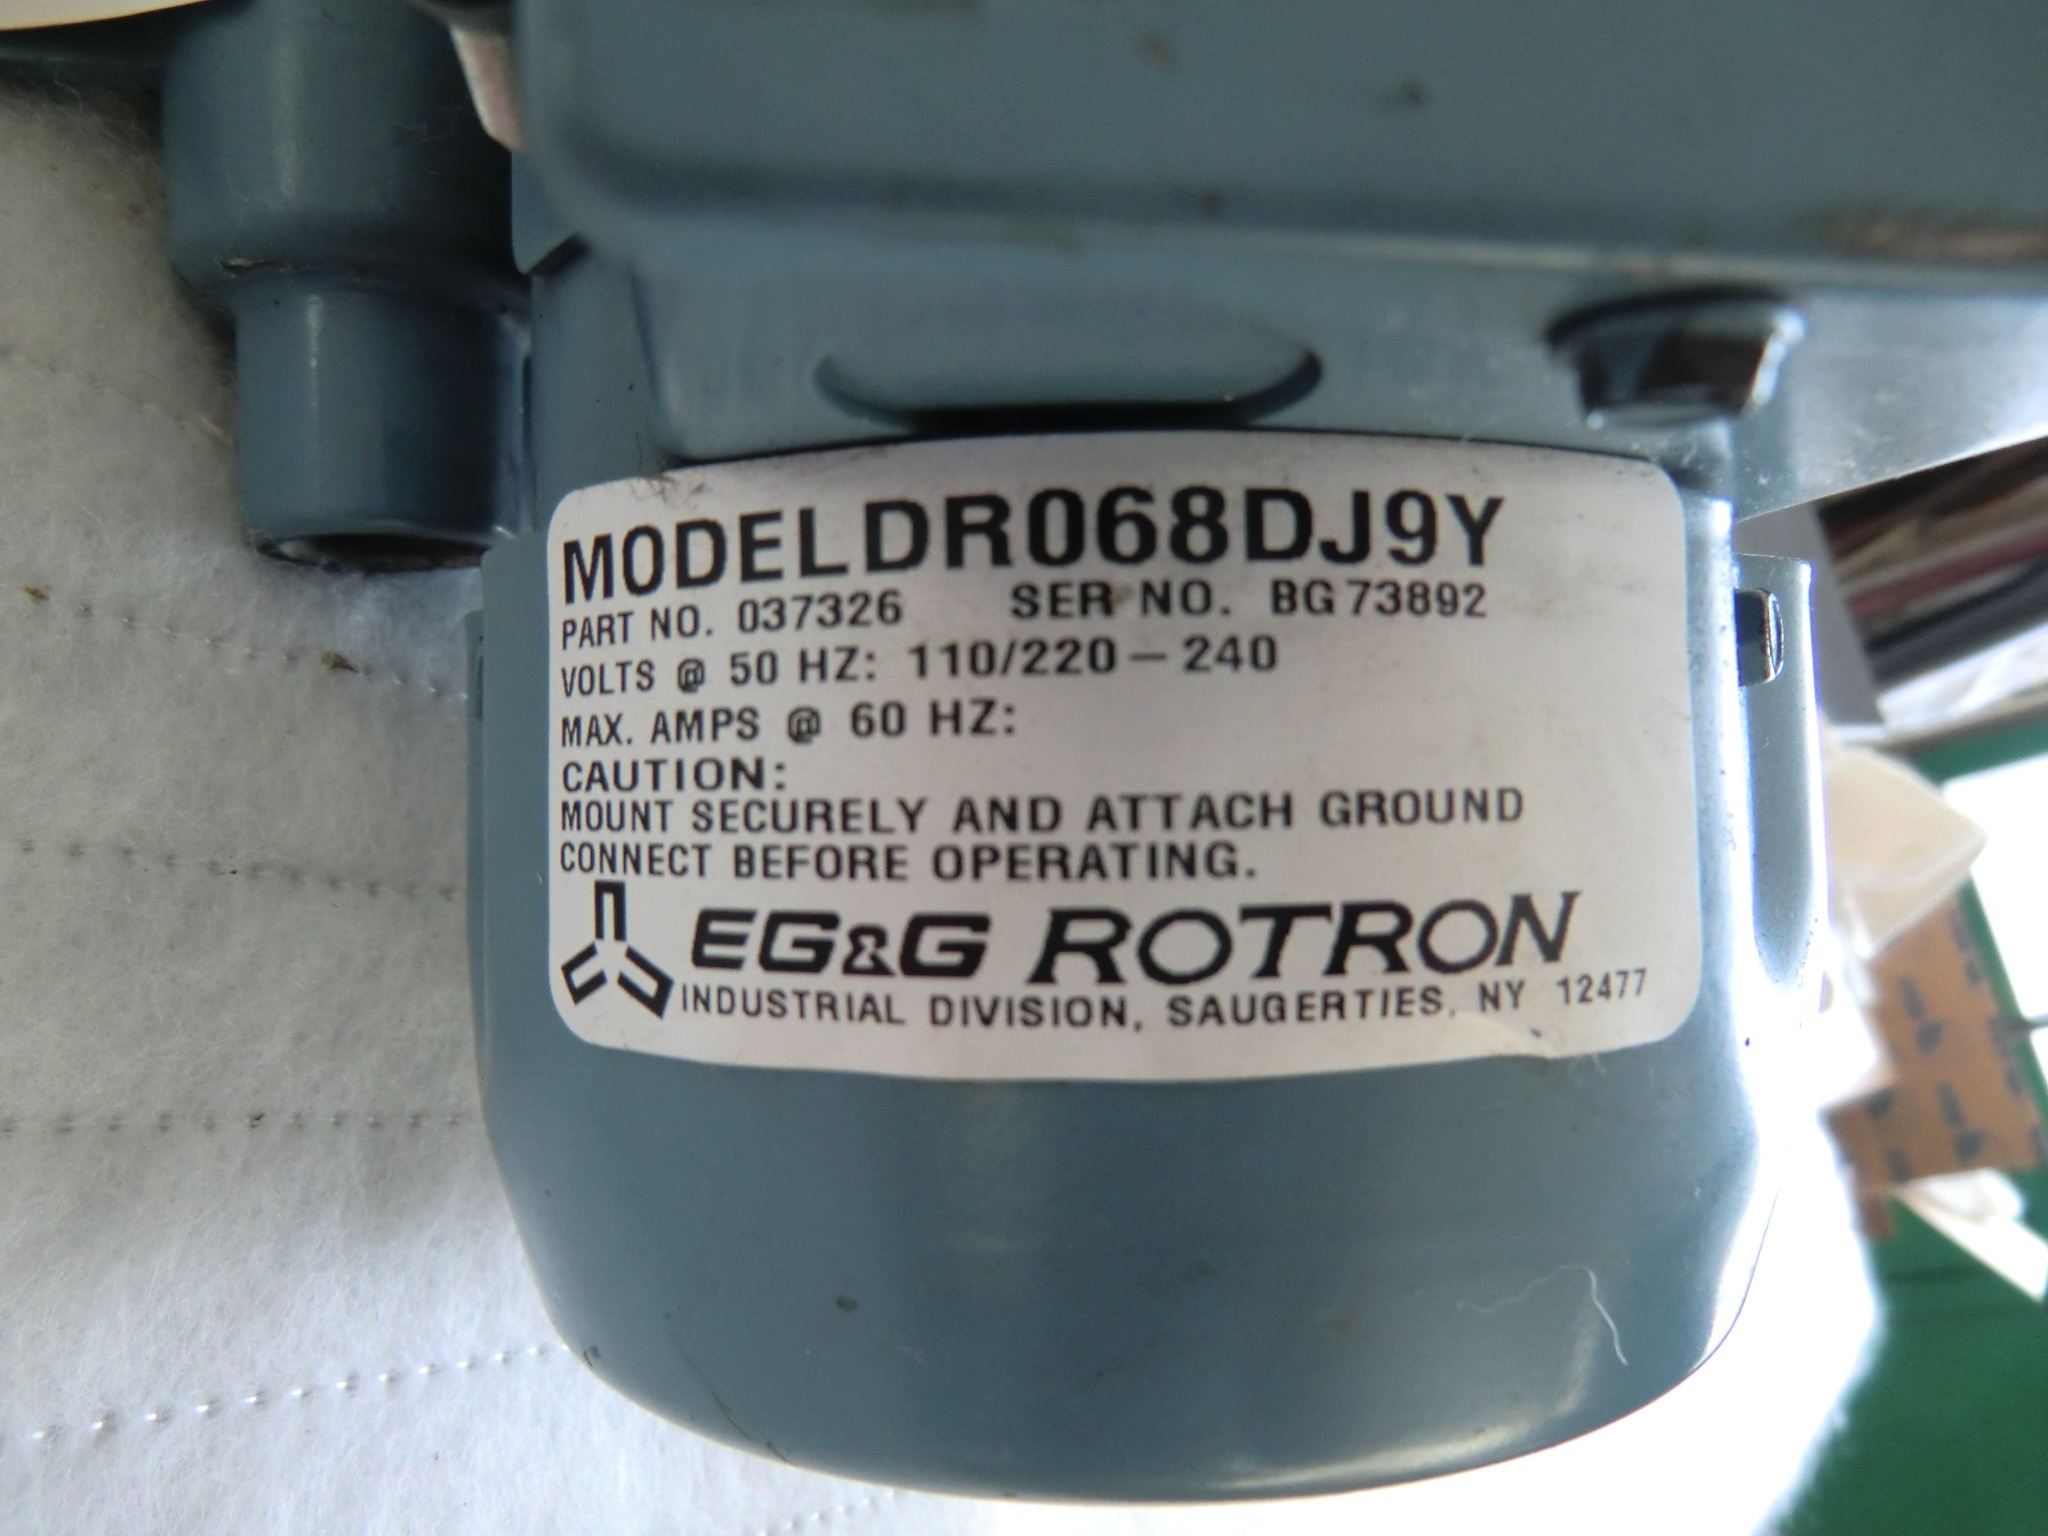 MODELDR068DJ9Y
PART NO. 037326 SER NO. BG73892
VOLTS @ 50 HZ: 110/220-240
MAX. AMPS @ 60 HZ:
CAUTION:
MOUNT SECURELY AND ATTACH GROUND
CONNECT BEFORE OPERATING.
EG&G ROTRON
INDUSTRIAL DIVISION, SAUGERTIES, NY 12477